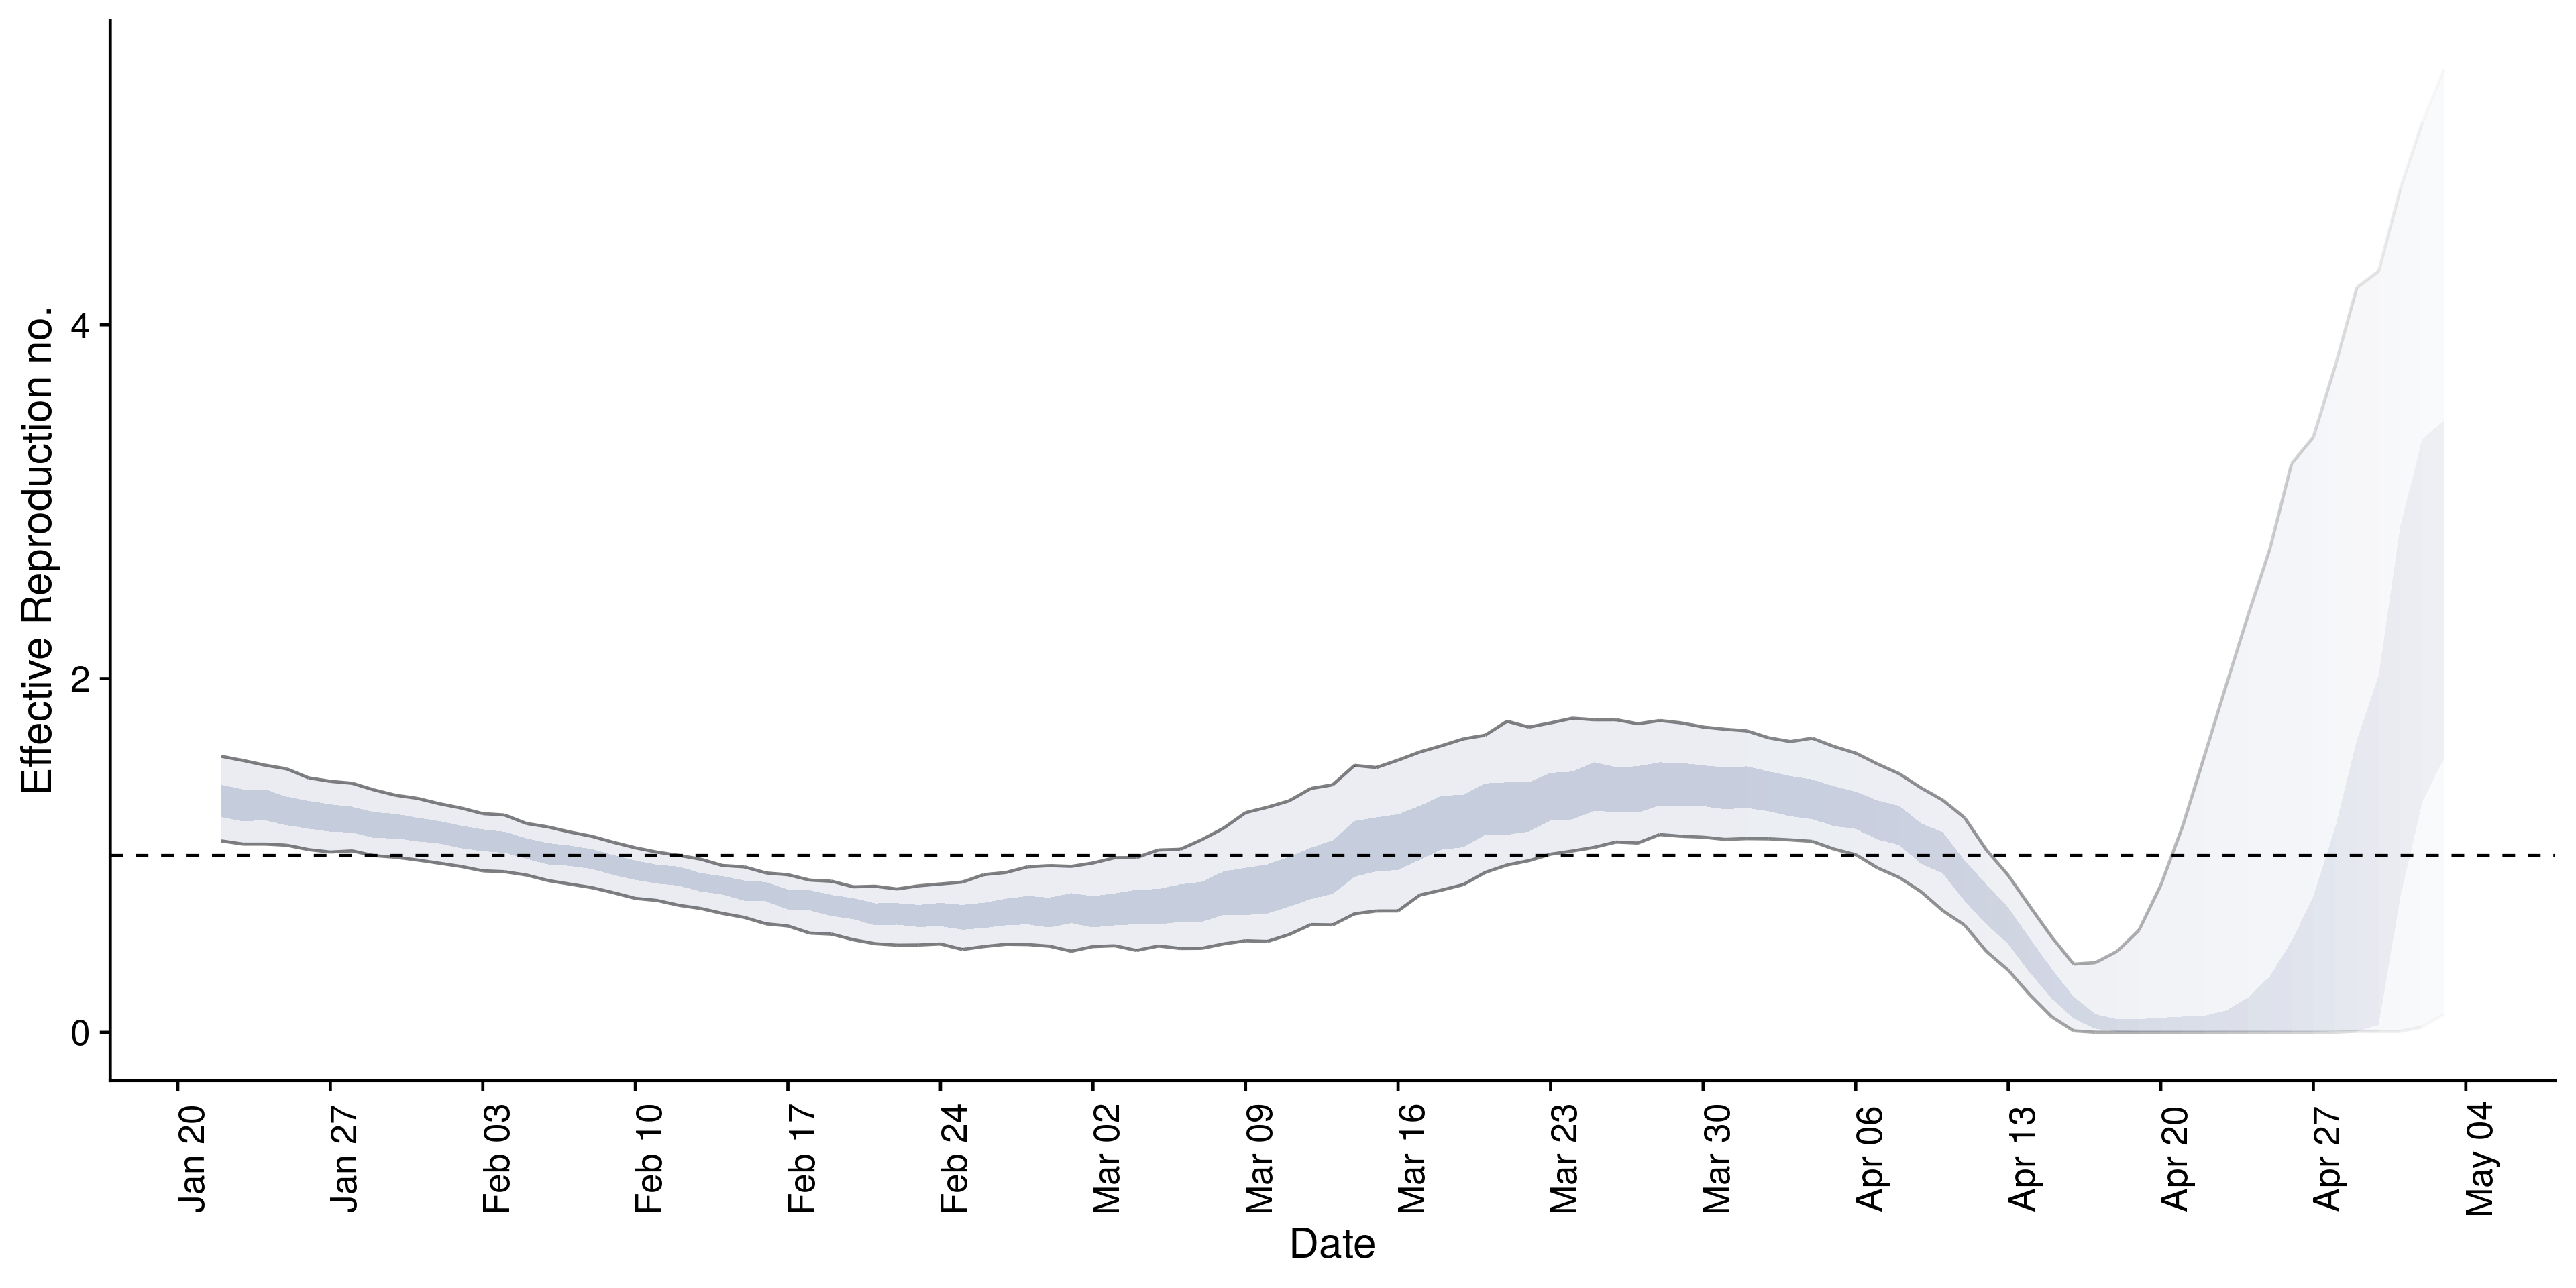 Effective Reproduction no.
4
2
0
Jan 20
Jan 27
Feb 03
Feb 10
Feb 17
Feb 24
Mar 02
Mar 09
Mar 16
Mar 23
Mar 30
Apr 06
Apr 13
Apr 20
Apr 27
May 04
Date